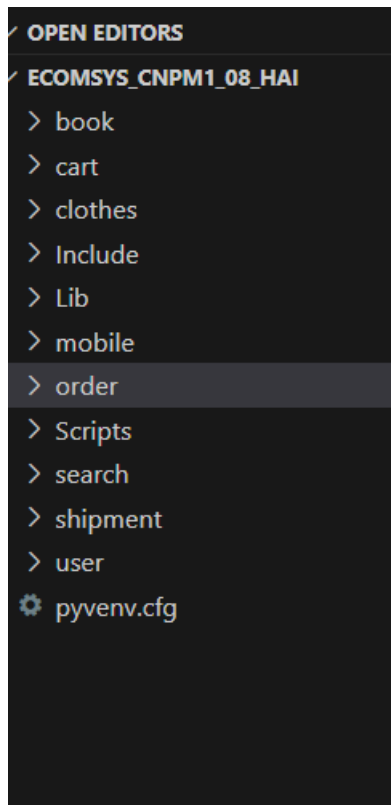 OPEN EDITORS
ECOMSYS_CNPM1_08_HAI
book
cart
clothes
Include
Lib
mobile
order
Scripts
search
shipment
user
pyvenv.cfg